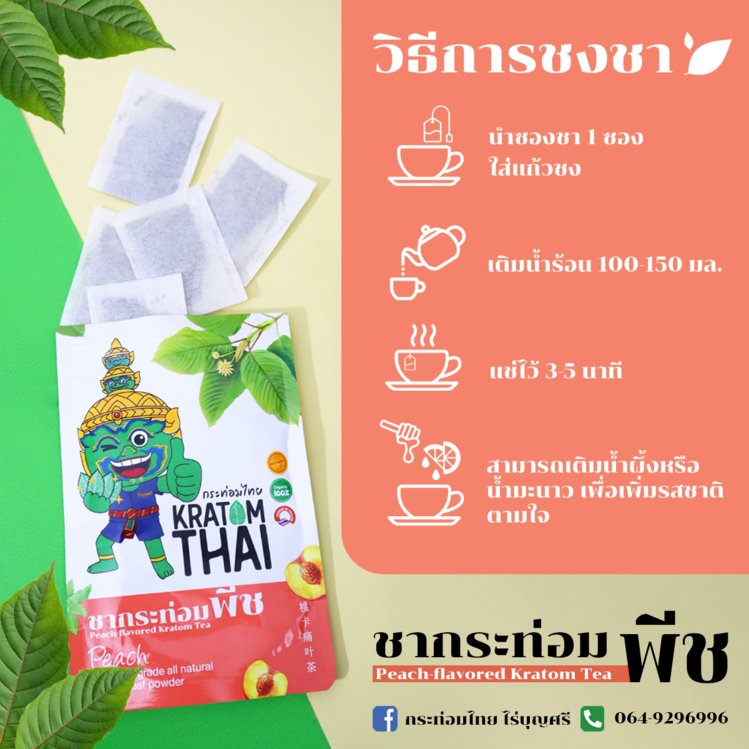 วิธีการชงชา
นำซองชา 1 ซอง
ใส่แก้วชง
เติมน้ำร้อน 100-150 มล.
แช่ไว้ 3-5 นาที
สามารถเติมน้ำผึ้งหรือ
น้ำมะนาว เพื่อเพิ่มรสชาติ
ตามใจ
กระท่อมไทย
KRATOM
THAI
Organic
100%
ชากระท่อมพีช
Peach-flavored Kratom Tea
Peach
grade all natural
powder
植卡痛叶茶
ชากระท่อม พีช
Peach-flavored Kratom Tea
กระท่อมไทย ไร่บุญศรี 064-9296996